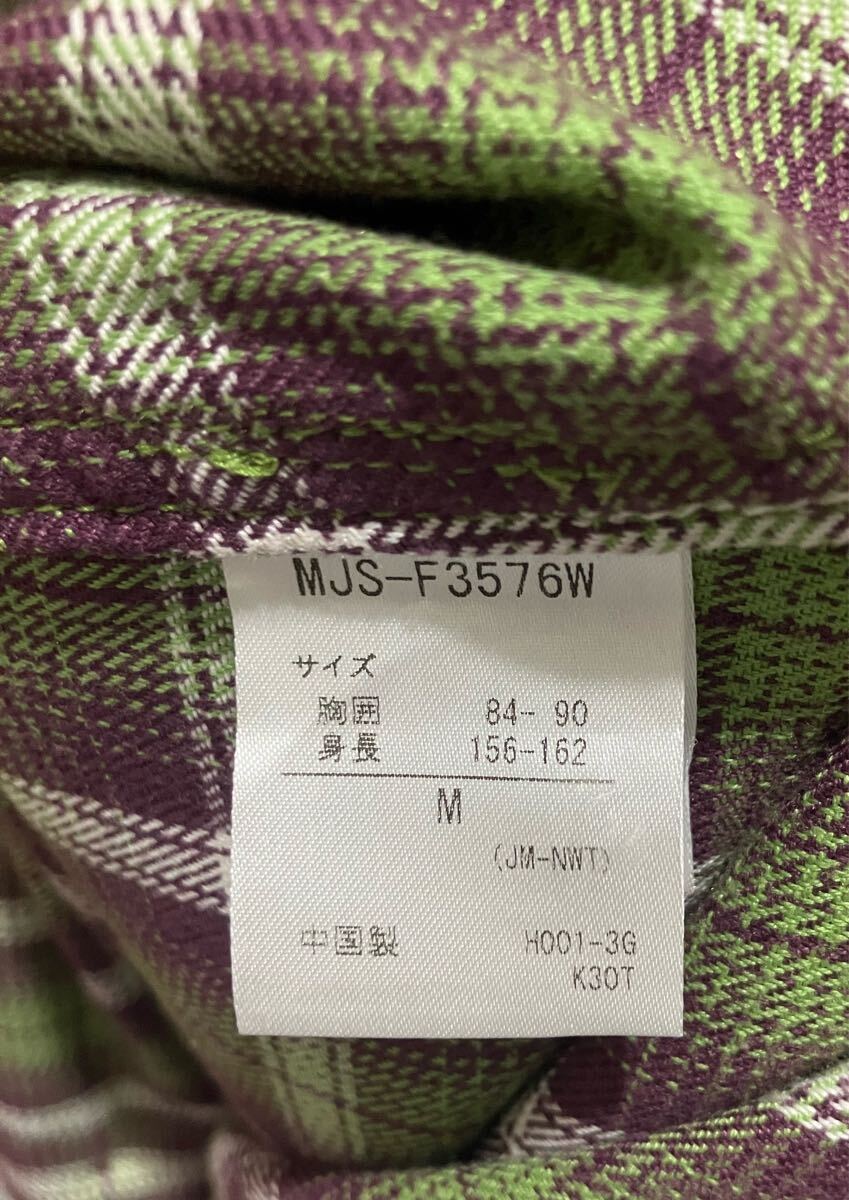 MJS-F3576W
サイズ
胸囲 84-90
身長 156-162
M
(JM-NWT)
中国製 H001-3G
K30T